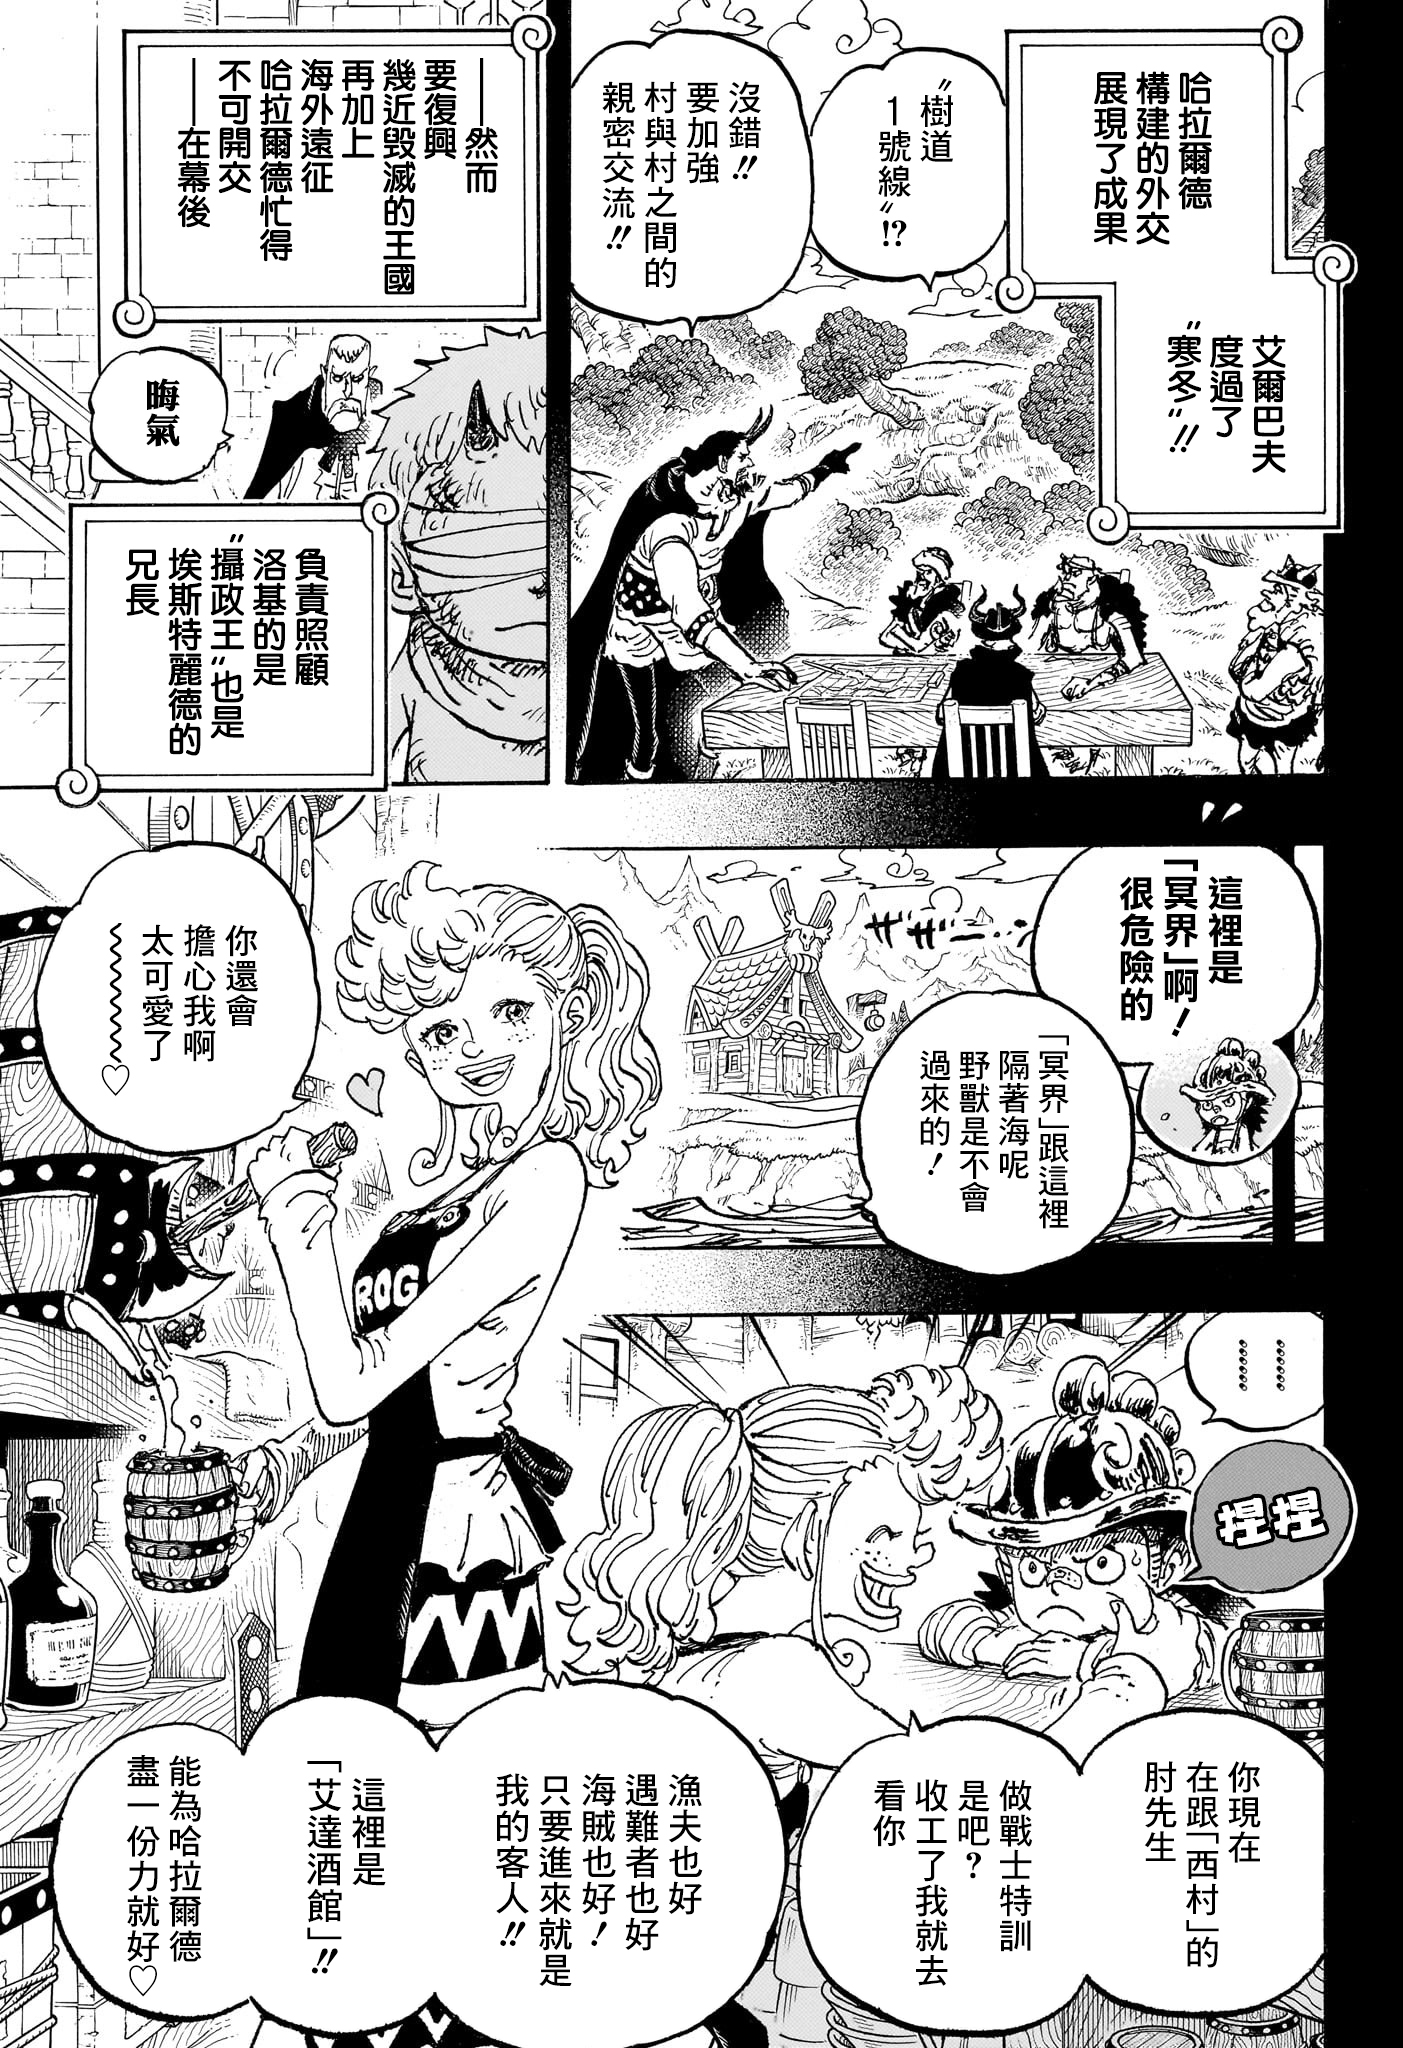 哈拉爾德
構建的外交
展現了成果
艾爾巴夫
度過了
“寒冬”!!
“樹道
1號線”!?
沒錯!!
要加強
村與村之間的
親密交流!!
——然而
要復興
幾近毀滅的王國
再加上
海外遠征
哈拉爾德忙得
不可開交
——在幕後
晦氣
負責照顧
洛基的是
“攝政王”也是
埃斯特麗德的
兄長
這裡是
「冥界」啊!
很危險的
ザザザ……ン
「冥界」跟這裡
隔著海呢
野獸是不會
過來的!
你還會
擔心我啊
太可愛了
~~~~~~♡
ROG
……
……
捏捏
你現在
在跟「西村」的
肘先生
做戰士特訓
是吧?
收工了我就去
看你
漁夫也好
遇難者也好
海賊也好!
只要進來就是
我的客人!!
這裡是
「艾達酒館」!!
能為哈拉爾德
盡一份力就好♡